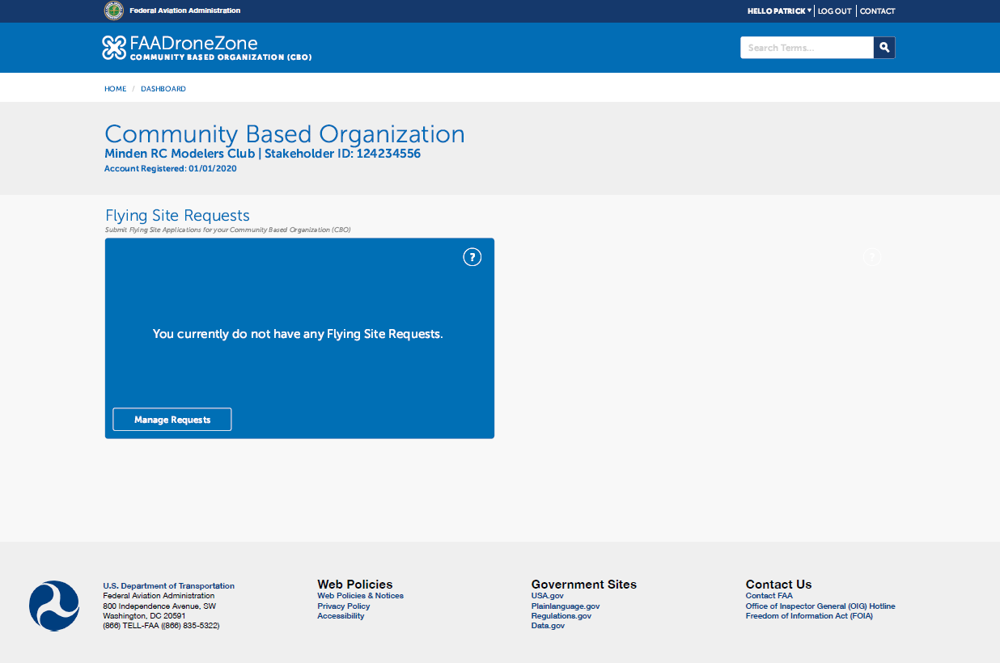 Federal Aviation Administration
HELLO PATRICK ▾ | LOG OUT | CONTACT
FAADroneZone
COMMUNITY BASED ORGANIZATION (CBO)
Search Terms...
HOME / DASHBOARD
Community Based Organization
Minden RC Modelers Club | Stakeholder ID: 124234556
Account Registered: 01/01/2020
Flying Site Requests
Submit Flying Site Applications for your Community Based Organization (CBO)
?
?
You currently do not have any Flying Site Requests.
Manage Requests
U.S. Department of Transportation
Federal Aviation Administration
800 Independence Avenue, SW
Washington, DC 20591
(866) TELL-FAA ((866) 835-5322)
Web Policies
Web Policies & Notices
Privacy Policy
Accessibility
Government Sites
USA.gov
Plainlanguage.gov
Regulations.gov
Data.gov
Contact Us
Contact FAA
Office of Inspector General (OIG) Hotline
Freedom of Information Act (FOIA)